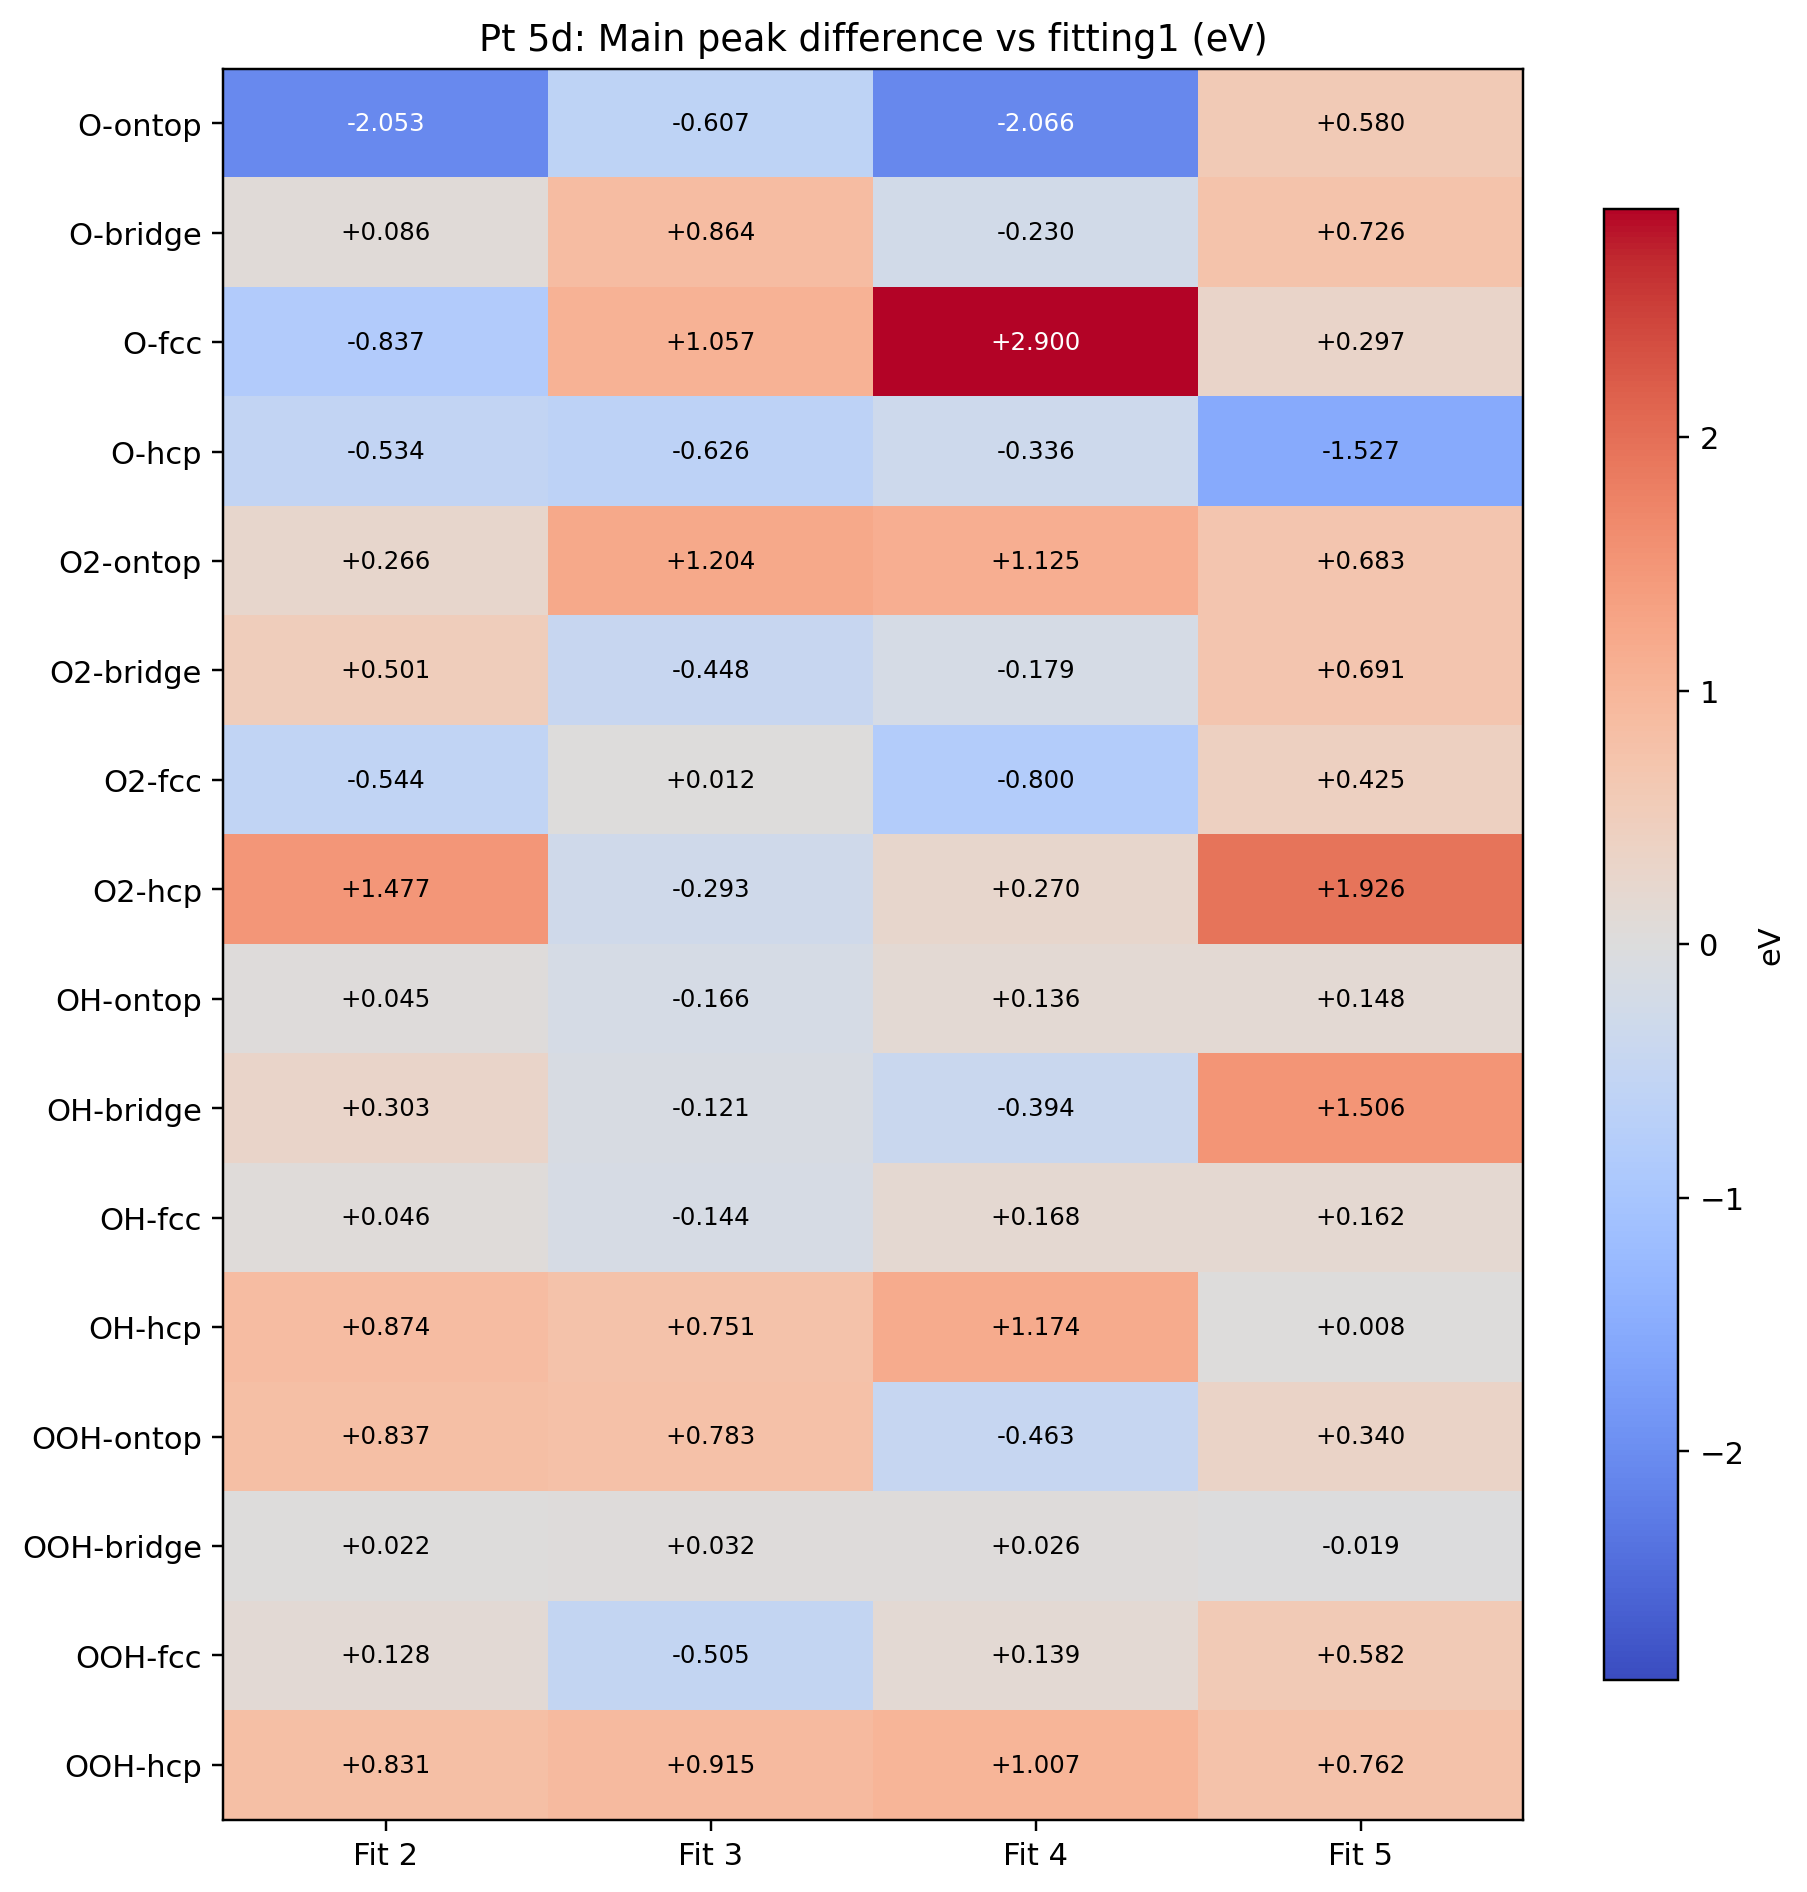 Pt 5d: Main peak difference vs fitting1 (eV)
O-ontop -2.053 -0.607 -2.066 +0.580
O-bridge +0.086 +0.864 -0.230 +0.726
O-fcc -0.837 +1.057 +2.900 +0.297
O-hcp -0.534 -0.626 -0.336 -1.527
O2-ontop +0.266 +1.204 +1.125 +0.683
O2-bridge +0.501 -0.448 -0.179 +0.691
O2-fcc -0.544 +0.012 -0.800 +0.425
O2-hcp +1.477 -0.293 +0.270 +1.926
OH-ontop +0.045 -0.166 +0.136 +0.148
OH-bridge +0.303 -0.121 -0.394 +1.506
OH-fcc +0.046 -0.144 +0.168 +0.162
OH-hcp +0.874 +0.751 +1.174 +0.008
OOH-ontop +0.837 +0.783 -0.463 +0.340
OOH-bridge +0.022 +0.032 +0.026 -0.019
OOH-fcc +0.128 -0.505 +0.139 +0.582
OOH-hcp +0.831 +0.915 +1.007 +0.762
Fit 2 Fit 3 Fit 4 Fit 5
2
1
0
−1
−2
eV